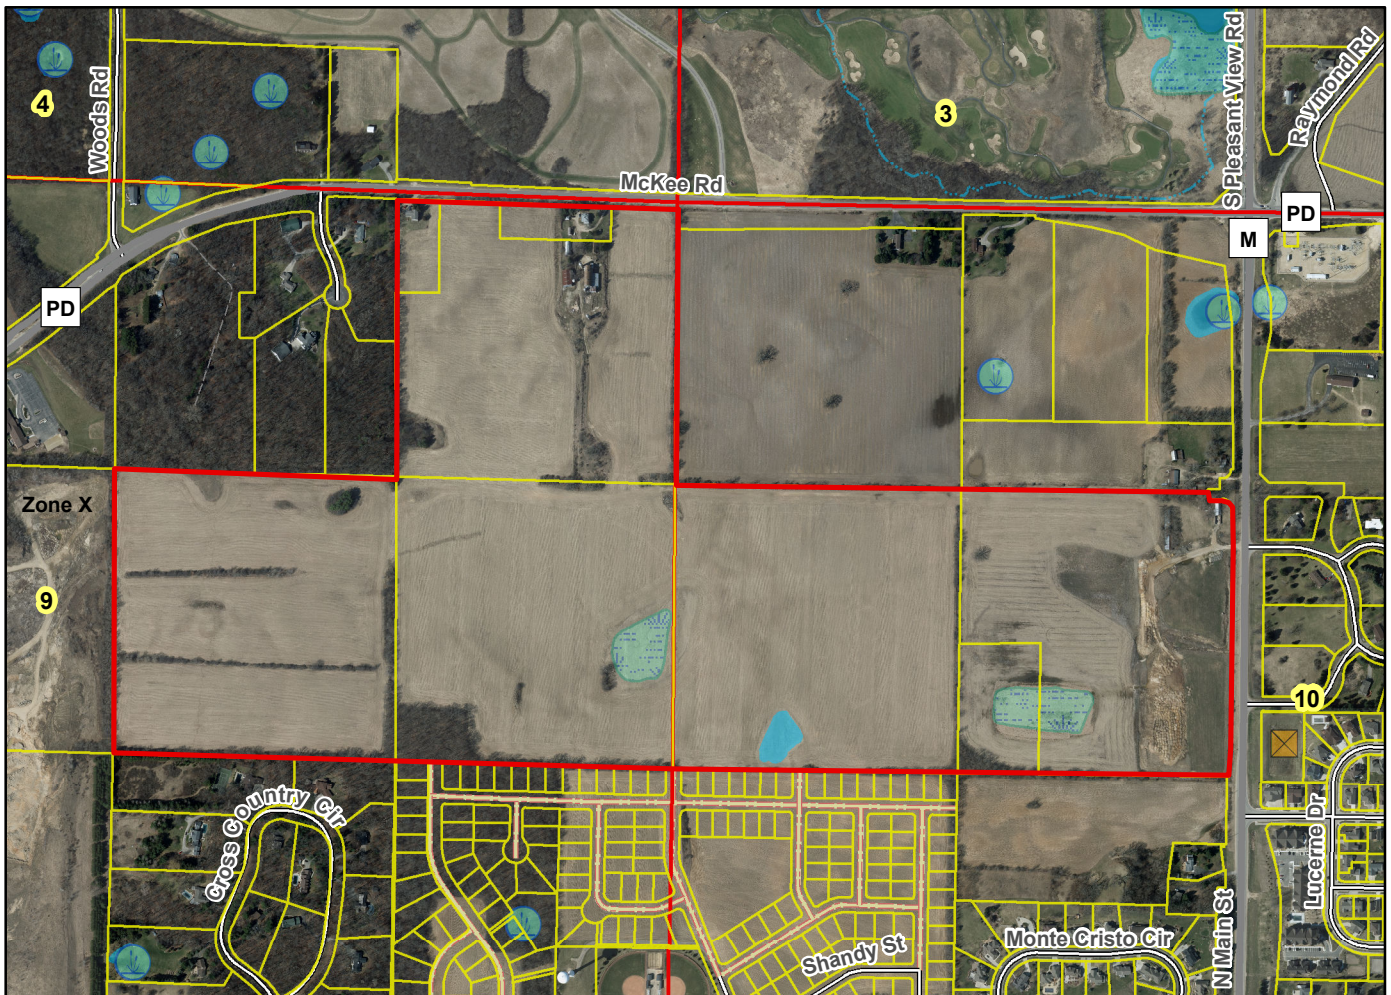 4
Woods Rd
3
S Pleasant View Rd
Raymond Rd
McKee Rd
PD
M
PD
Zone X
9
10
Cross Country Cir
Lucerne Dr
N Main St
Shandy St
Monte Cristo Cir